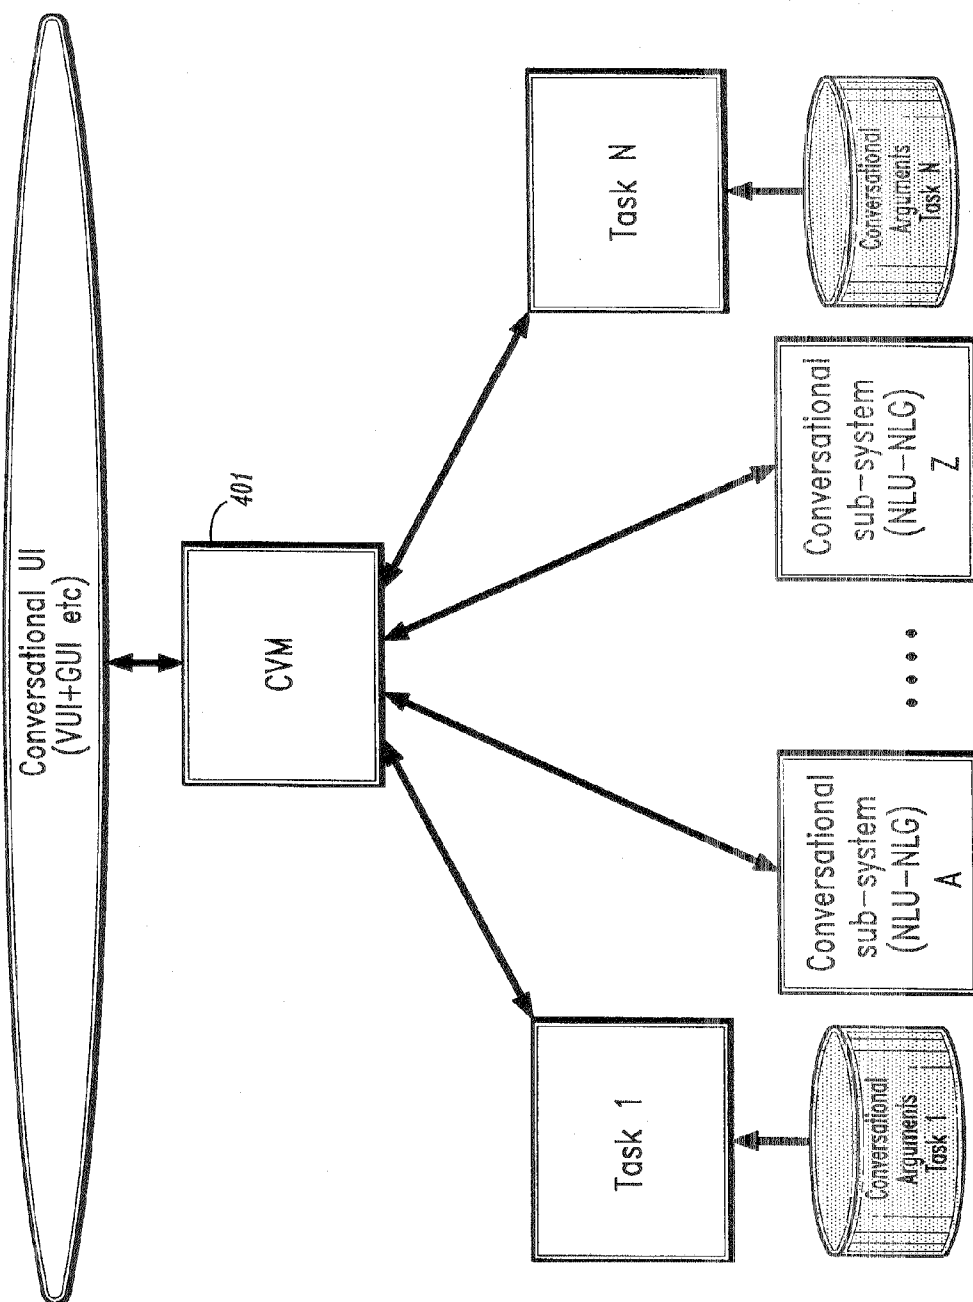 Conversational UI
(VUI+GUI etc)
401
CVM
Task 1
Task N
Conversational
Arguments
Task 1
Conversational
sub-system
(NLU-NLG)
A
Conversational
sub-system
(NLU-NLG)
Z
Conversational
Arguments
Task N